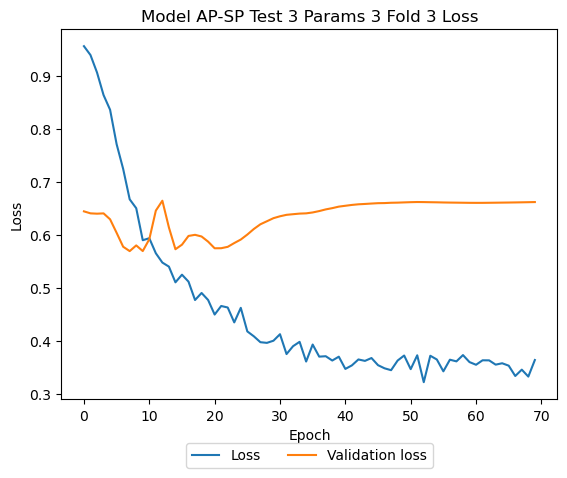 Model AP-SP Test 3 Params 3 Fold 3 Loss
Loss
0.9
0.8
0.7
0.6
0.5
0.4
0.3
0 10 20 30 40 50 60 70
Epoch
Loss Validation loss